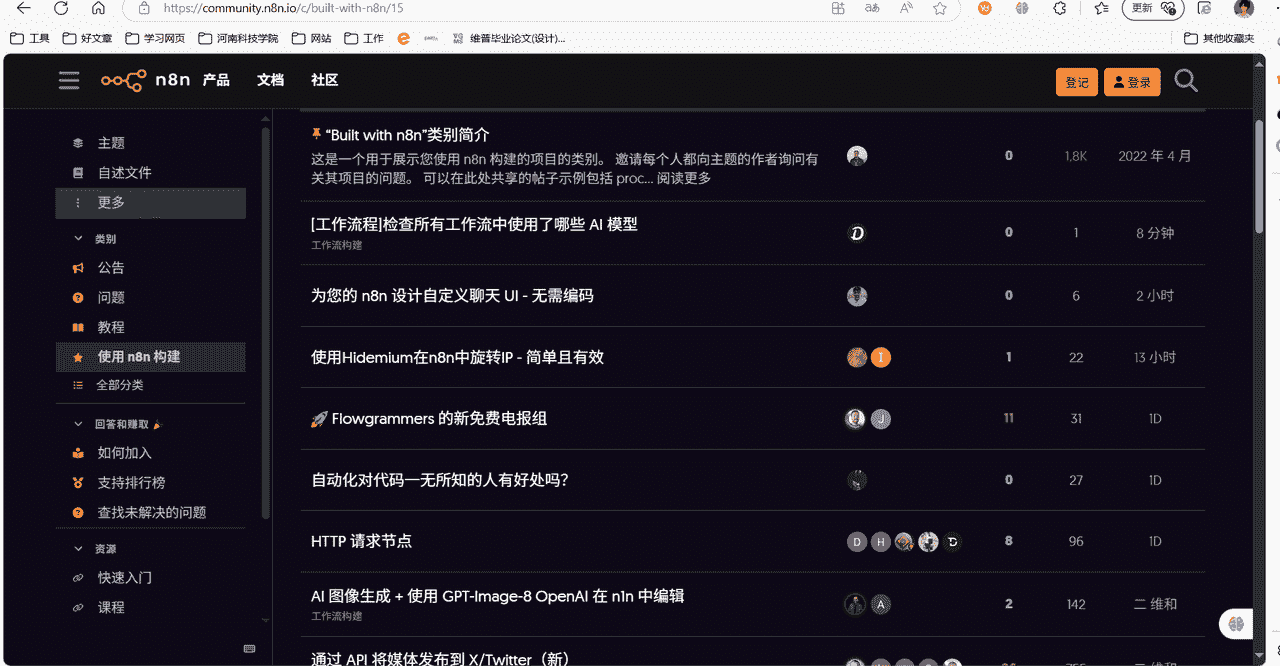 https://community.n8n.io/c/built-with-n8n/15
更新
工具
好文章
学习网页
河南科技学院
网站
工作
维普毕业论文(设计)...
其他收藏夹
n8n
产品
文档
社区
登记
登录
主题
自述文件
更多
类别
公告
问题
教程
使用 n8n 构建
全部分类
回答和赚取
如何加入
支持排行榜
查找未解决的问题
资源
快速入门
课程
“Built with n8n”类别简介
这是一个用于展示您使用 n8n 构建的项目的类别。 邀请每个人都向主题的作者询问有
关其项目的问题。 可以在此处共享的帖子示例包括 proc... 阅读更多
0 1.8K 2022 年 4 月
[工作流程]检查所有工作流中使用了哪些 AI 模型
工作流构建
0 1 8 分钟
为您的 n8n 设计自定义聊天 UI - 无需编码
0 6 2 小时
使用Hidemium在n8n中旋转IP - 简单且有效
I 1 22 13 小时
🚀 Flowgrammers 的新免费电报组
J 11 31 1D
自动化对代码一无所知的人有好处吗?
0 27 1D
HTTP 请求节点
D H 8 96 1D
AI 图像生成 + 使用 GPT-Image-8 OpenAI 在 n1n 中编辑
工作流构建
A 2 142 二 维和
通过 API 将媒体发布到 X/Twitter（新）